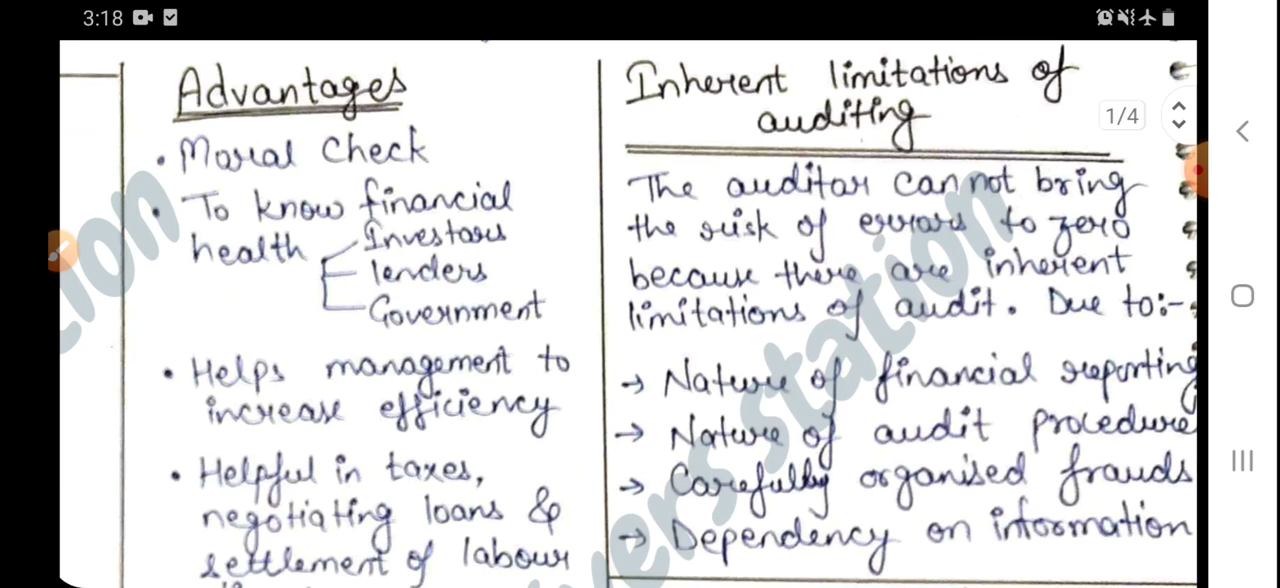 3:18
Advantages
• Moral Check
• To know financial
health
Investors
lenders
Government
• Helps management to
increase efficiency
• Helpful in taxes,
negotiating loans &
settlement of labour
Inherent limitations of
auditing
1/4
The auditor can not bring
the risk of errors to zero
because there are inherent
limitations of audit. Due to:-
→ Nature of financial reporting
→ Nature of audit procedure
→ Carefully organised frauds
→ Dependency on information
station